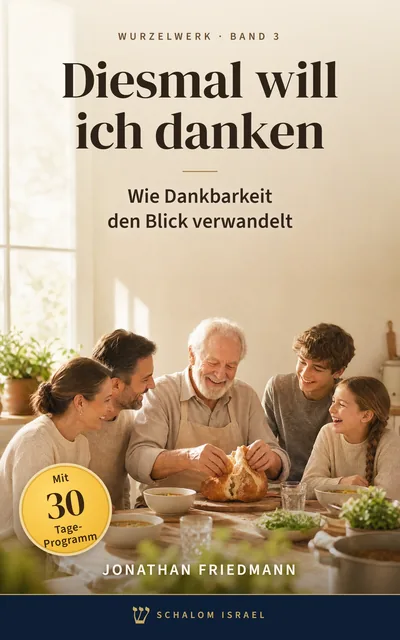 WURZELWERK · BAND 3
Diesmal will
ich danken
Wie Dankbarkeit
den Blick verwandelt
Mit
30
Tage-
Programm
JONATHAN FRIEDMANN
ש SCHALOM ISRAEL